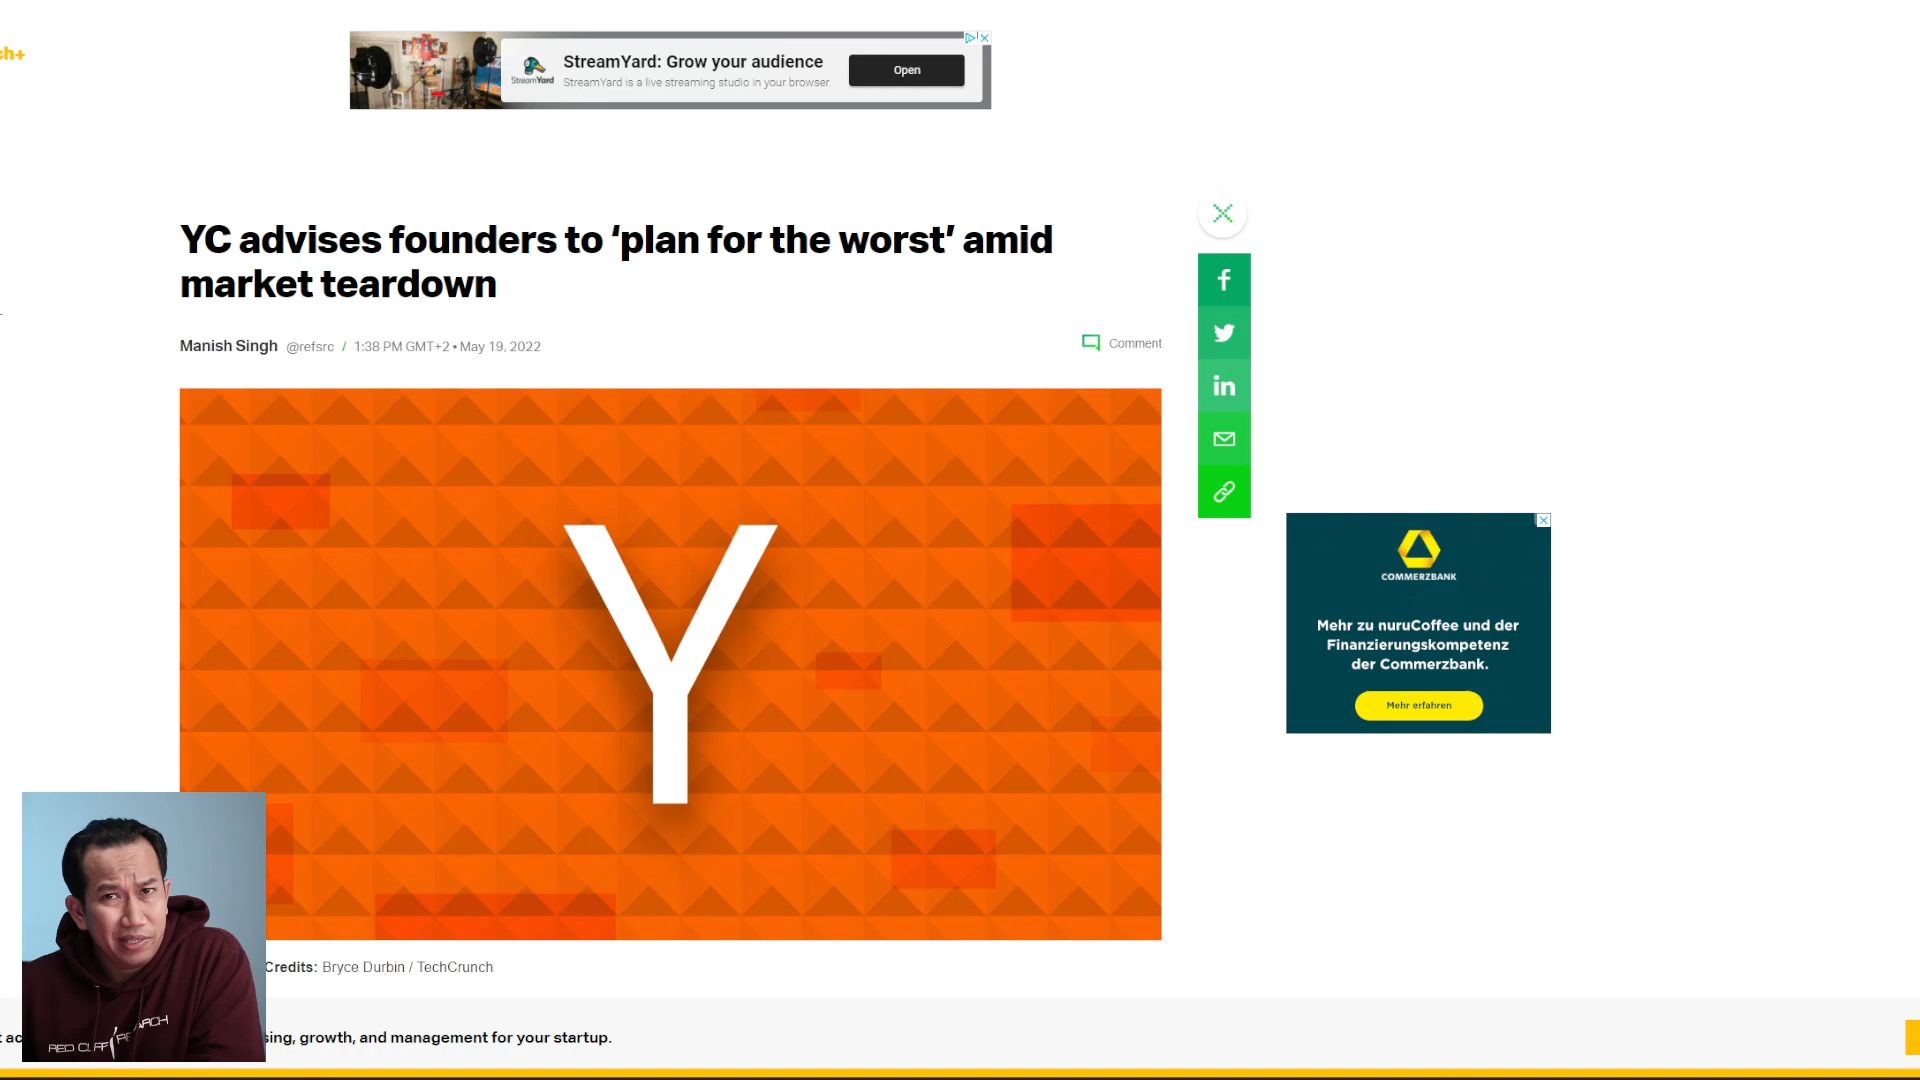 ch+
StreamYard: Grow your audience
StreamYard is a live streaming studio in your browser.
StreamYard
Open
YC advises founders to ‘plan for the worst’ amid
market teardown
Manish Singh @refsrc / 1:38 PM GMT+2 • May 19, 2022
Comment
Y
COMMERZBANK
Mehr zu nuruCoffee und der
Finanzierungskompetenz
der Commerzbank.
Mehr erfahren
Credits: Bryce Durbin / TechCrunch
sing, growth, and management for your startup.
RED